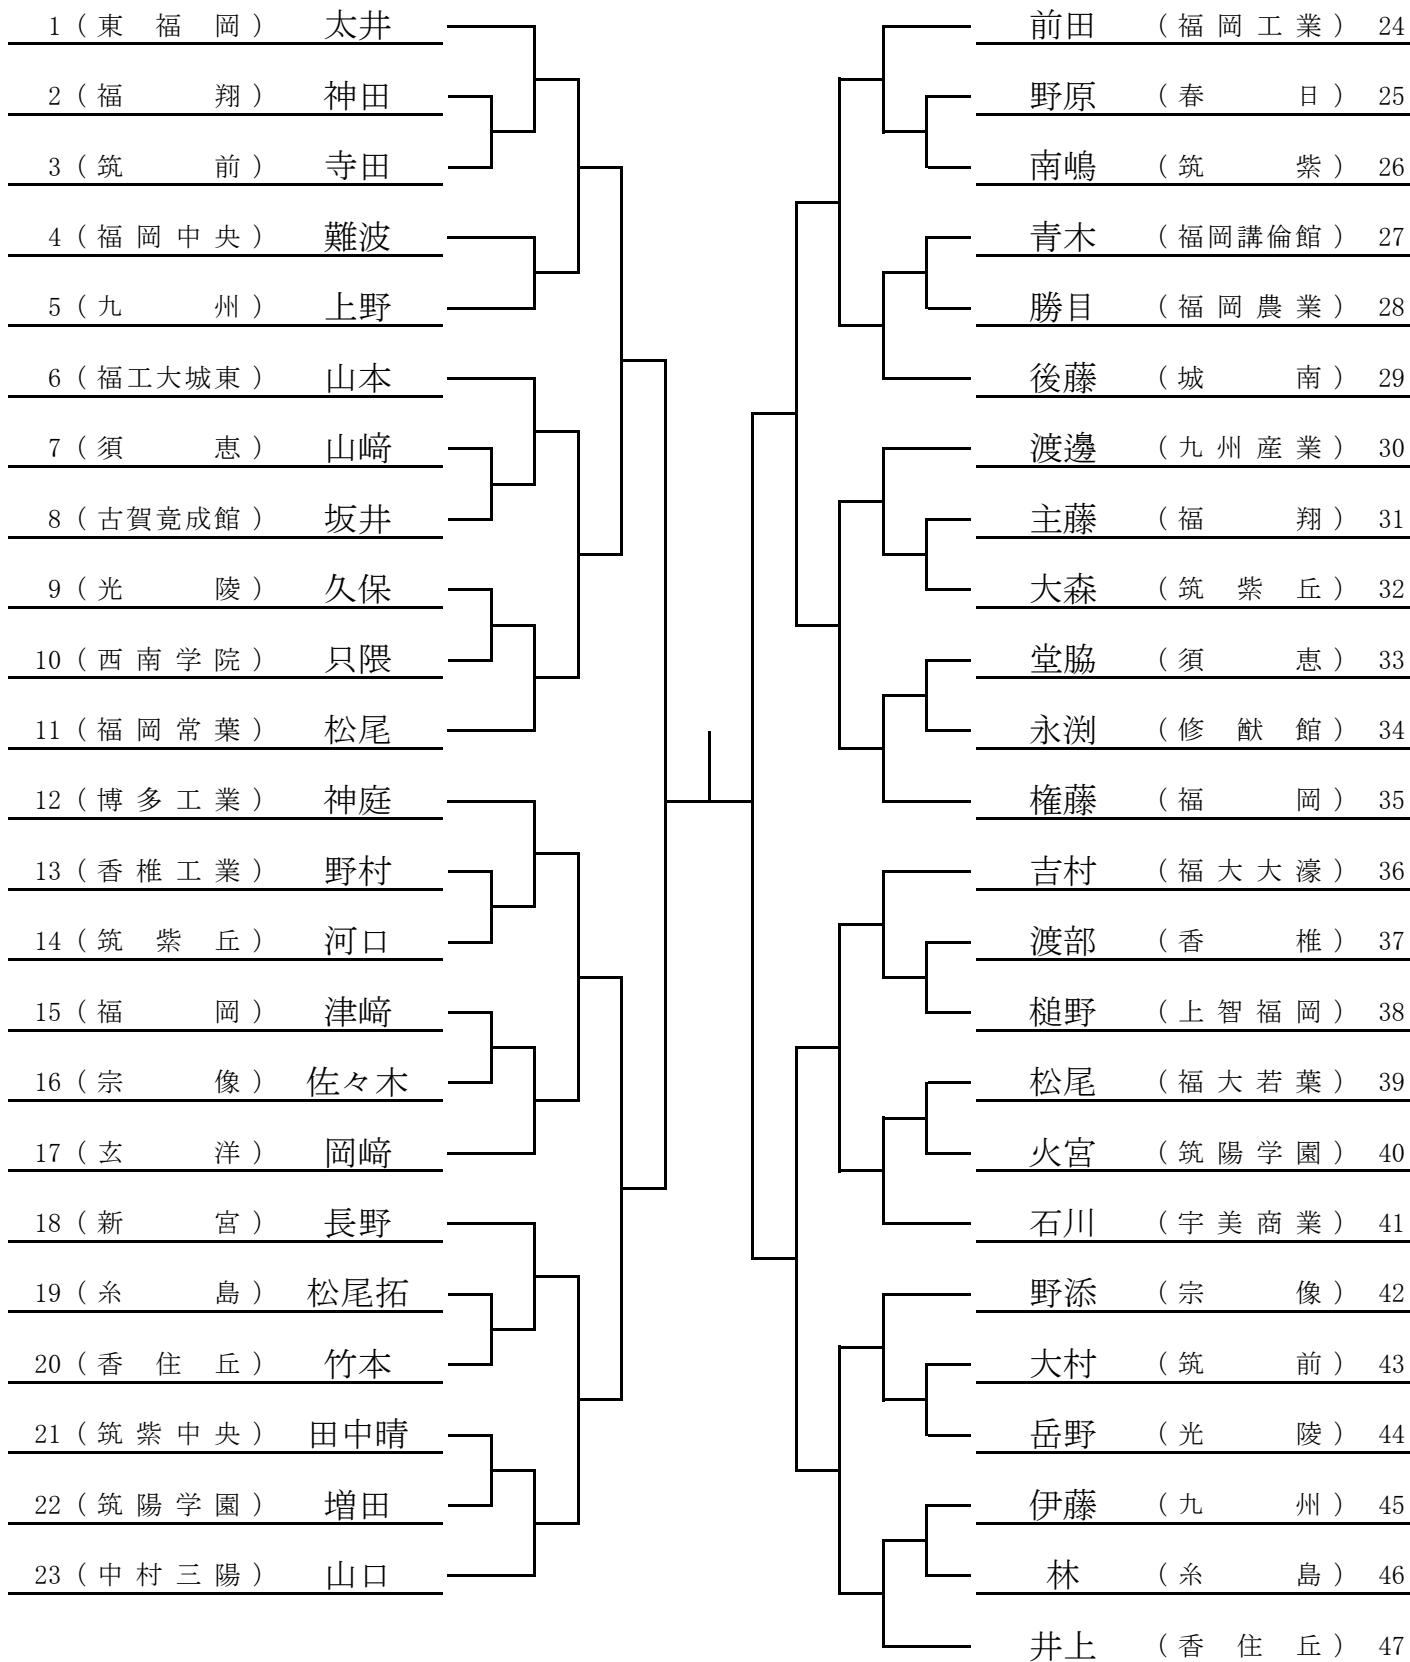 1 (東福岡) 太井
2 (福翔) 神田
3 (筑前) 寺田
4 (福岡中央) 難波
5 (九州) 上野
6 (福工大城東) 山本
7 (須恵) 山﨑
8 (古賀竟成館) 坂井
9 (光陵) 久保
10 (西南学院) 只隈
11 (福岡常葉) 松尾
12 (博多工業) 神庭
13 (香椎工業) 野村
14 (筑紫丘) 河口
15 (福岡) 津﨑
16 (宗像) 佐々木
17 (玄洋) 岡﨑
18 (新宮) 長野
19 (糸島) 松尾拓
20 (香住丘) 竹本
21 (筑紫中央) 田中晴
22 (筑陽学園) 増田
23 (中村三陽) 山口
前田 (福岡工業) 24
野原 (春日) 25
南嶋 (筑紫) 26
青木 (福岡講倫館) 27
勝目 (福岡農業) 28
後藤 (城南) 29
渡邊 (九州産業) 30
主藤 (福翔) 31
大森 (筑紫丘) 32
堂脇 (須恵) 33
永渕 (修猷館) 34
権藤 (福岡) 35
吉村 (福大大濠) 36
渡部 (香椎) 37
槌野 (上智福岡) 38
松尾 (福大若葉) 39
火宮 (筑陽学園) 40
石川 (宇美商業) 41
野添 (宗像) 42
大村 (筑前) 43
岳野 (光陵) 44
伊藤 (九州) 45
林 (糸島) 46
井上 (香住丘) 47